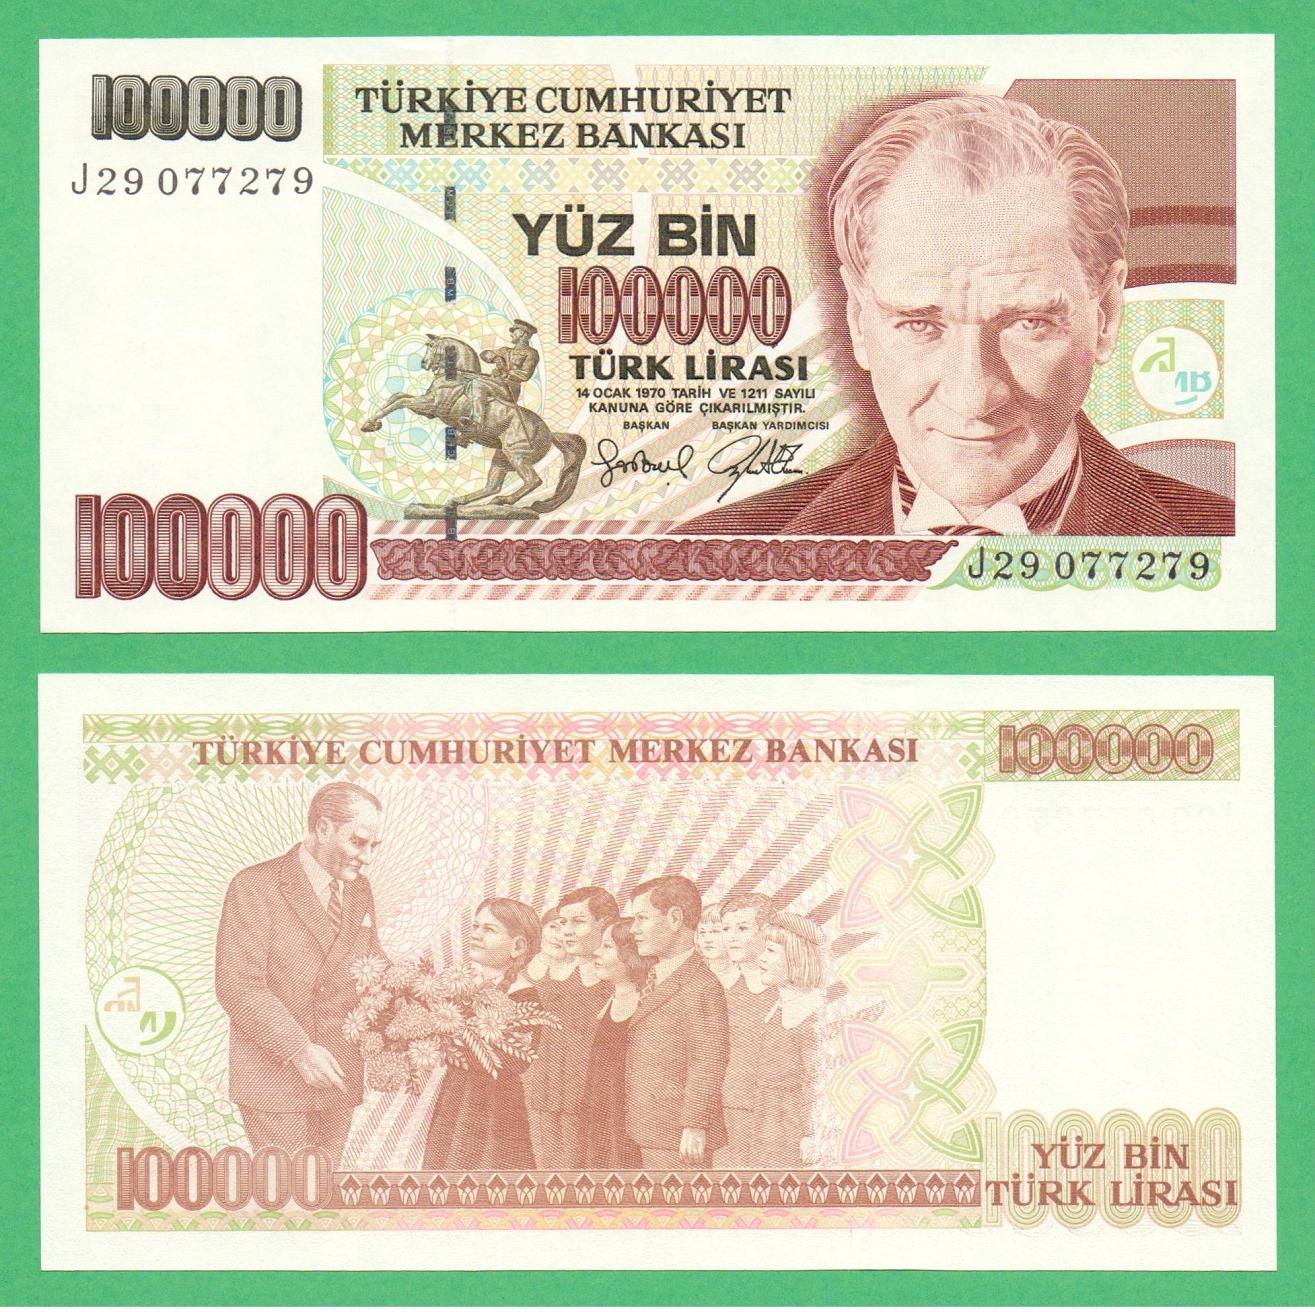 100000
TÜRKİYE CUMHURİYET
MERKEZ BANKASI
J29 077279
YÜZ BİN
100000
TÜRK LİRASI
14 OCAK 1970 TARİH VE 1211 SAYILI
KANUNA GÖRE ÇIKARILMIŞTIR.
BAŞKAN BAŞKAN YARDIMCISI
100000
J29 077279
TÜRKİYE CUMHURİYET MERKEZ BANKASI
100000
100000
100000
YÜZ BİN
TÜRK LİRASI